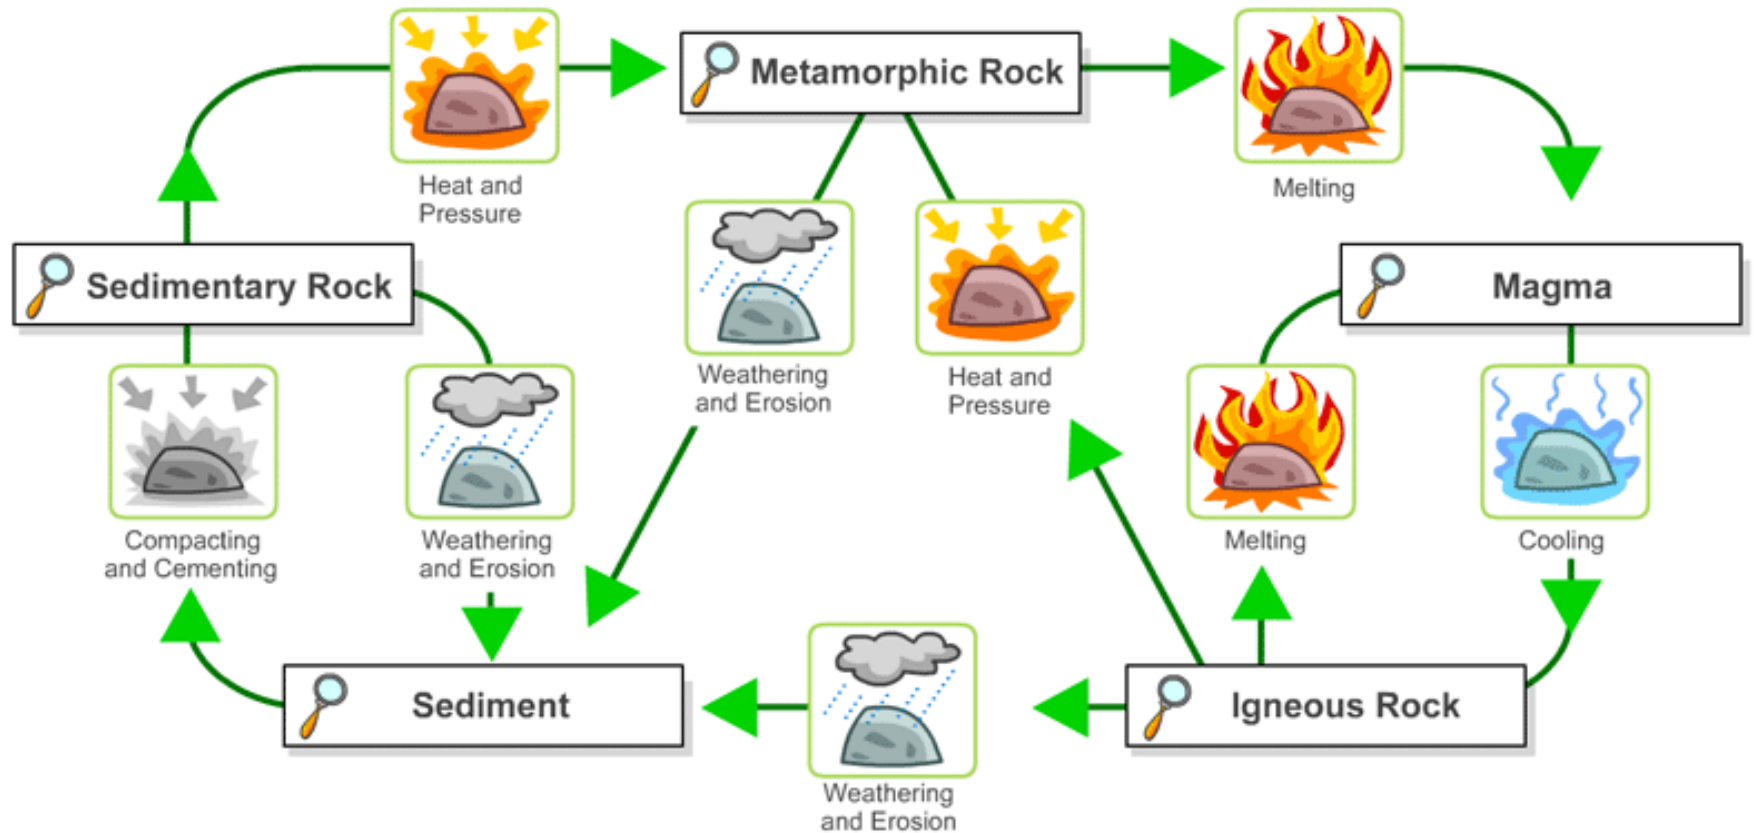 Metamorphic Rock
Heat and
Pressure
Melting
Sedimentary Rock
Magma
Weathering
and Erosion
Heat and
Pressure
Compacting
and Cementing
Weathering
and Erosion
Melting
Cooling
Sediment
Igneous Rock
Weathering
and Erosion